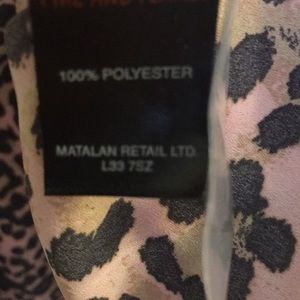 100% POLYESTER
MATALAN RETAIL LTD.
L33 7SZ